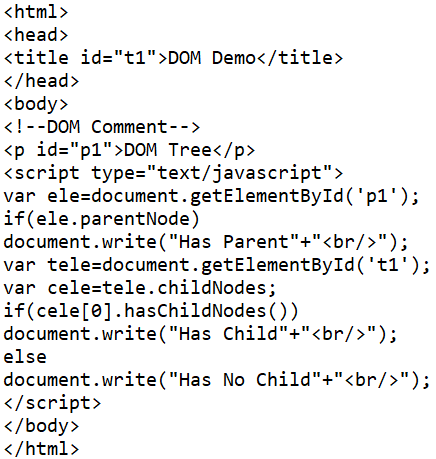 <html>
<head>
<title id="t1">DOM Demo</title>
</head>
<body>
<!--DOM Comment-->
<p id="p1">DOM Tree</p>
<script type="text/javascript">
var ele=document.getElementById('p1');
if(ele.parentNode)
document.write("Has Parent"+"<br/>");
var tele=document.getElementById('t1');
var cele=tele.childNodes;
if(cele[0].hasChildNodes())
document.write("Has Child"+"<br/>");
else
document.write("Has No Child"+"<br/>");
</script>
</body>
</html>